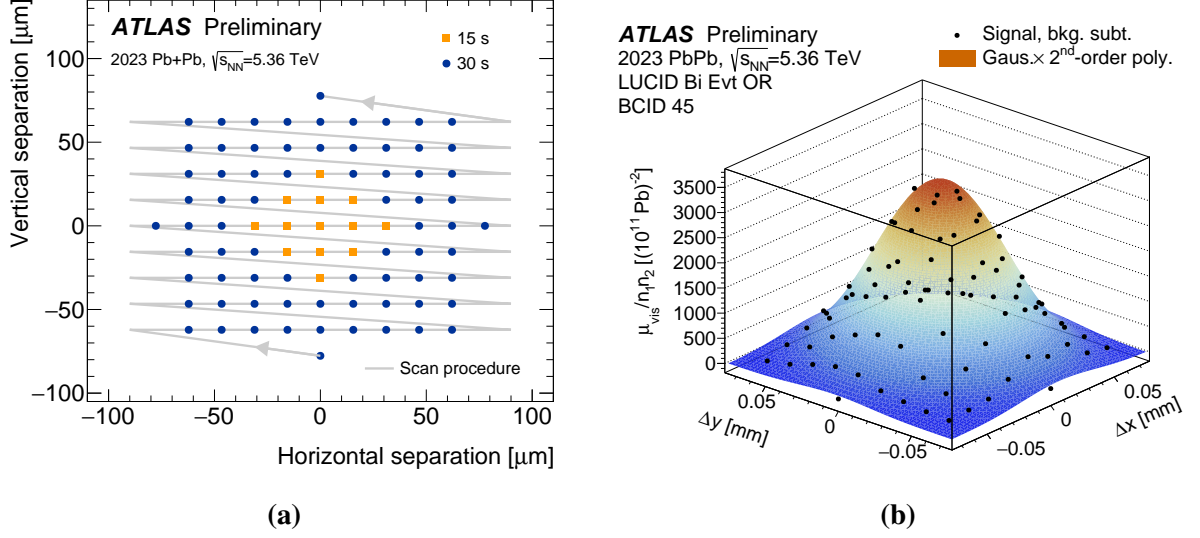 ATLAS Preliminary
2023 Pb+Pb, √sNN=5.36 TeV
15 s
30 s
Scan procedure
Vertical separation [μm]
100
50
0
−50
−100
−100 −50 0 50 100
Horizontal separation [μm]
(a)
ATLAS Preliminary
2023 PbPb, √sNN=5.36 TeV
LUCID Bi Evt OR
BCID 45
Signal, bkg. subt.
Gaus.× 2nd-order poly.
μvis/n1n2 [(10^11 Pb)^-2]
3500
3000
2500
2000
1500
1000
500
0
0.05
0
−0.05
Δy [mm]
−0.05
0
0.05
Δx [mm]
(b)